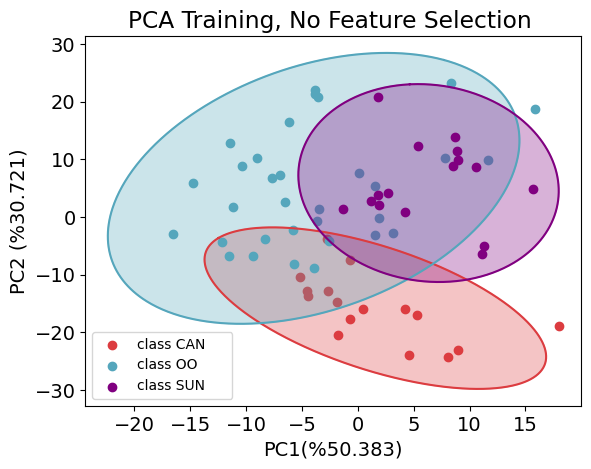 PCA Training, No Feature Selection
30
20
10
0
−10
−20
−30
PC2 (%30.721)
class CAN
class OO
class SUN
−20 −15 −10 −5 0 5 10 15
PC1(%50.383)